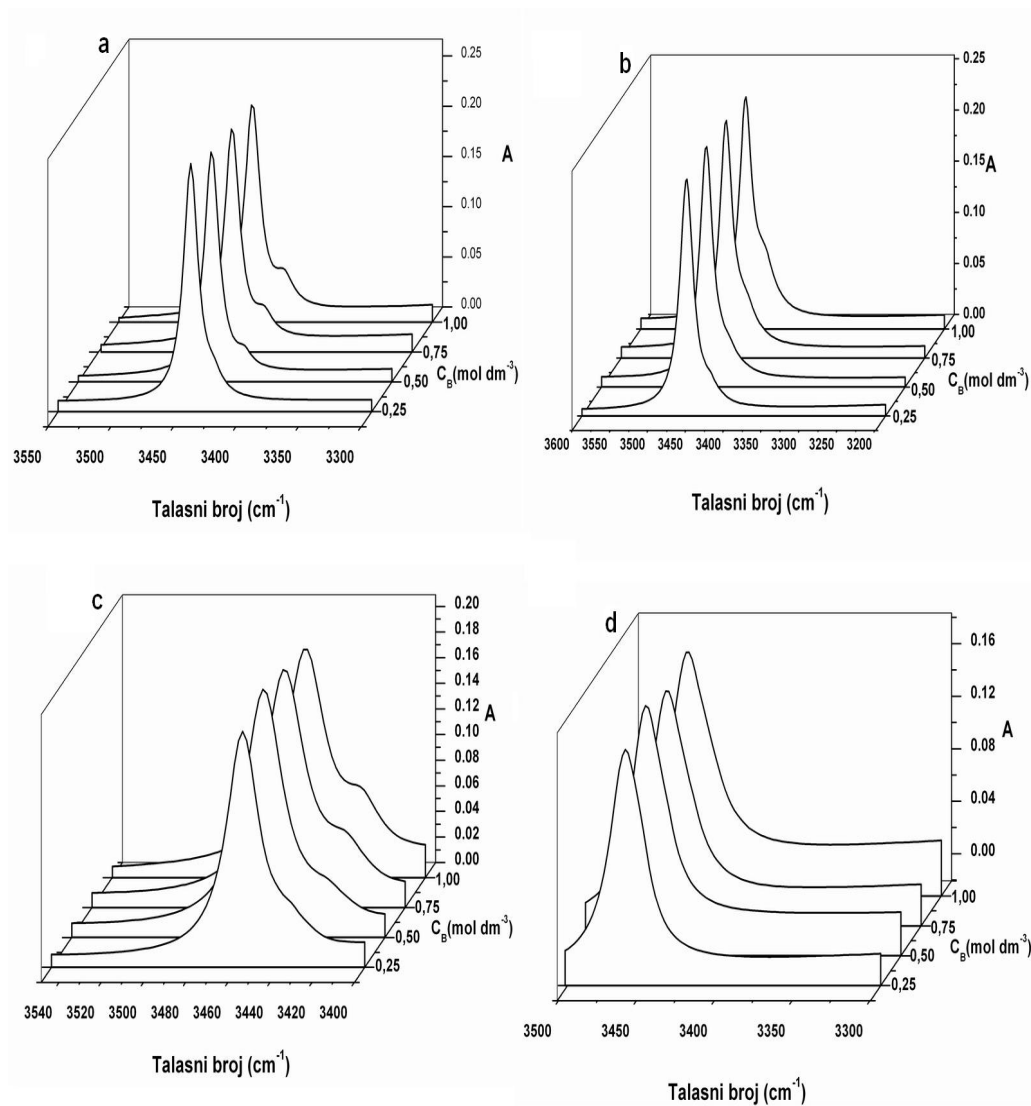 a
0.25
0.20
0.15
A
0.10
0.05
0.00
1,00
0,75
0,50
0,25
C_B(mol dm⁻³)
3550 3500 3450 3400 3350 3300
Talasni broj (cm⁻¹)
b
0.25
0.20
0.15
A
0.10
0.05
0.00
1,00
0,75
0,50
0,25
C_B(mol dm⁻³)
3600 3550 3500 3450 3400 3350 3300 3250 3200
Talasni broj (cm⁻¹)
c
0.20
0.18
0.16
0.14
0.12
A
0.10
0.08
0.06
0.04
0.02
0.00
1,00
0,75
0,50
0,25
C_B(mol dm⁻³)
3540 3520 3500 3480 3460 3440 3420 3400
Talasni broj (cm⁻¹)
d
0.16
0.12
A
0.08
0.04
0.00
1,00
0,75
0,50
0,25
C_B(mol dm⁻³)
3500 3450 3400 3350 3300
Talasni broj (cm⁻¹)